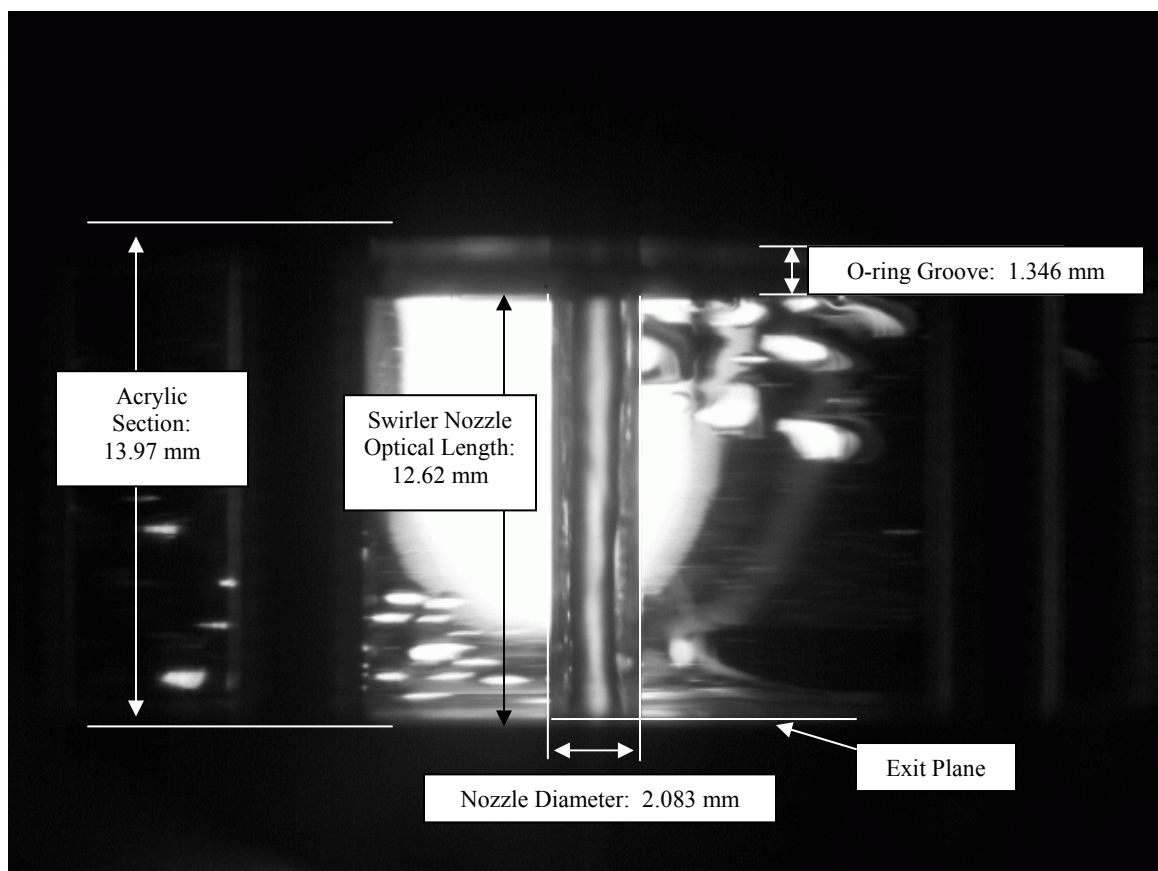 O-ring Groove:  1.346 mm
Acrylic
Section:
13.97 mm
Swirler Nozzle
Optical Length:
12.62 mm
Exit Plane
Nozzle Diameter:  2.083 mm